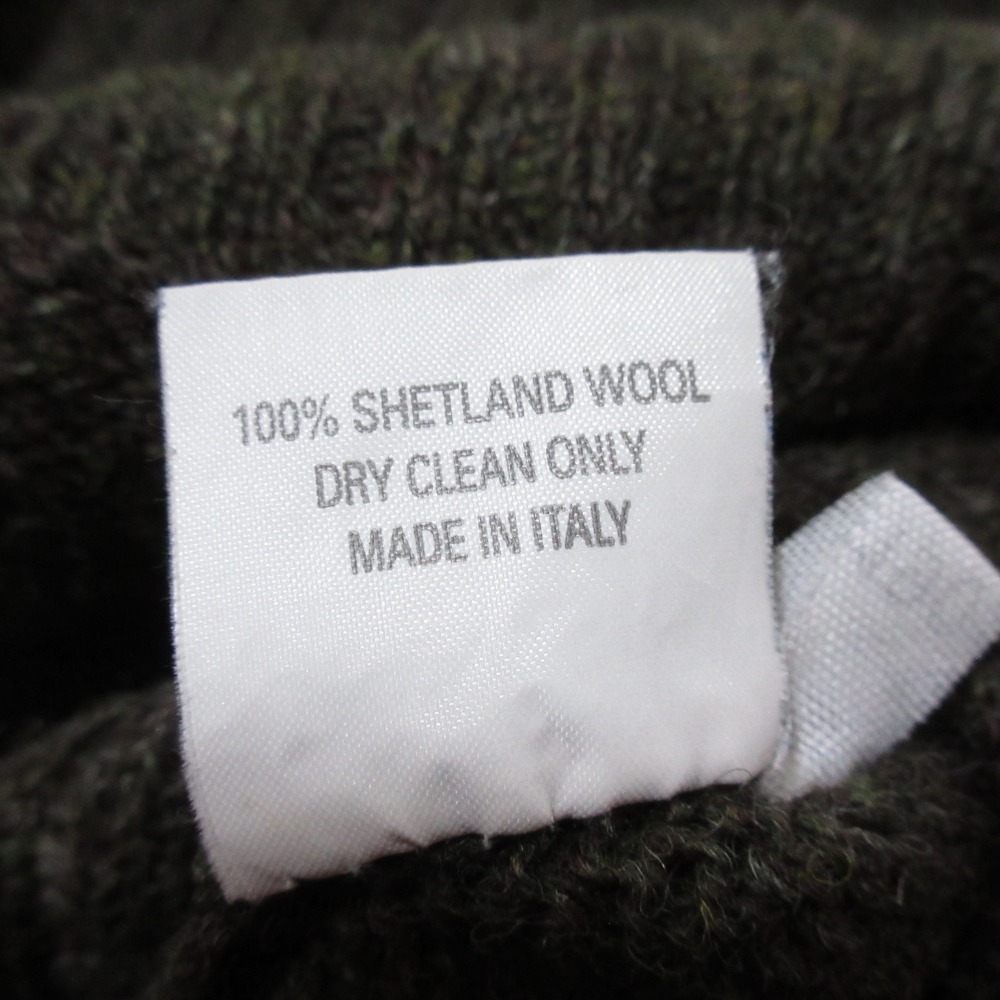 100% SHETLAND WOOL
DRY CLEAN ONLY
MADE IN ITALY